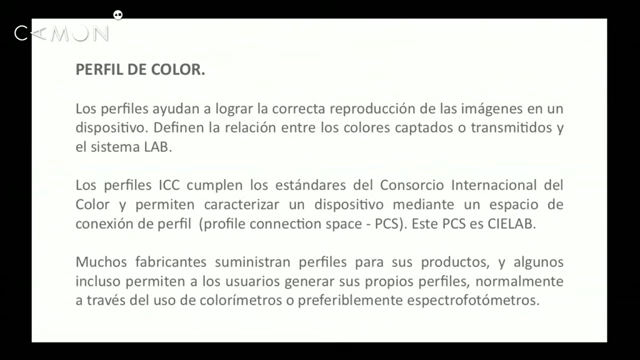 CAMON
PERFIL DE COLOR.
Los perfiles ayudan a lograr la correcta reproducción de las imágenes en un
dispositivo. Definen la relación entre los colores captados o transmitidos y
el sistema LAB.
Los perfiles ICC cumplen los estándares del Consorcio Internacional del
Color y permiten caracterizar un dispositivo mediante un espacio de
conexión de perfil (profile connection space - PCS). Este PCS es CIELAB.
Muchos fabricantes suministran perfiles para sus productos, y algunos
incluso permiten a los usuarios generar sus propios perfiles, normalmente
a través del uso de colorímetros o preferiblemente espectrofotómetros.